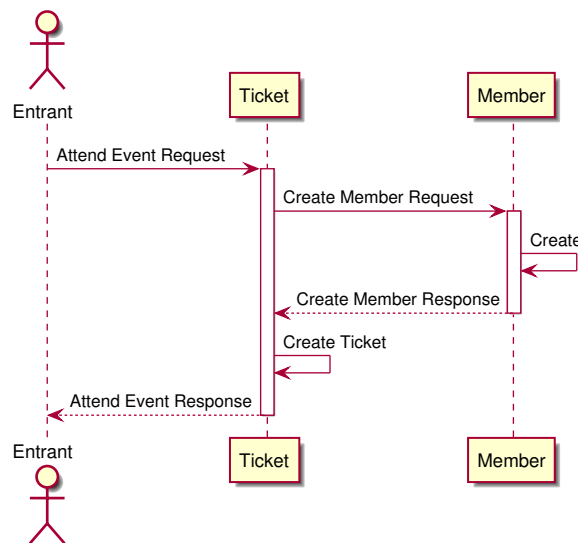 Entrant
Ticket
Member
Attend Event Request
Create Member Request
Create
Create Member Response
Create Ticket
Attend Event Response
Entrant
Ticket
Member